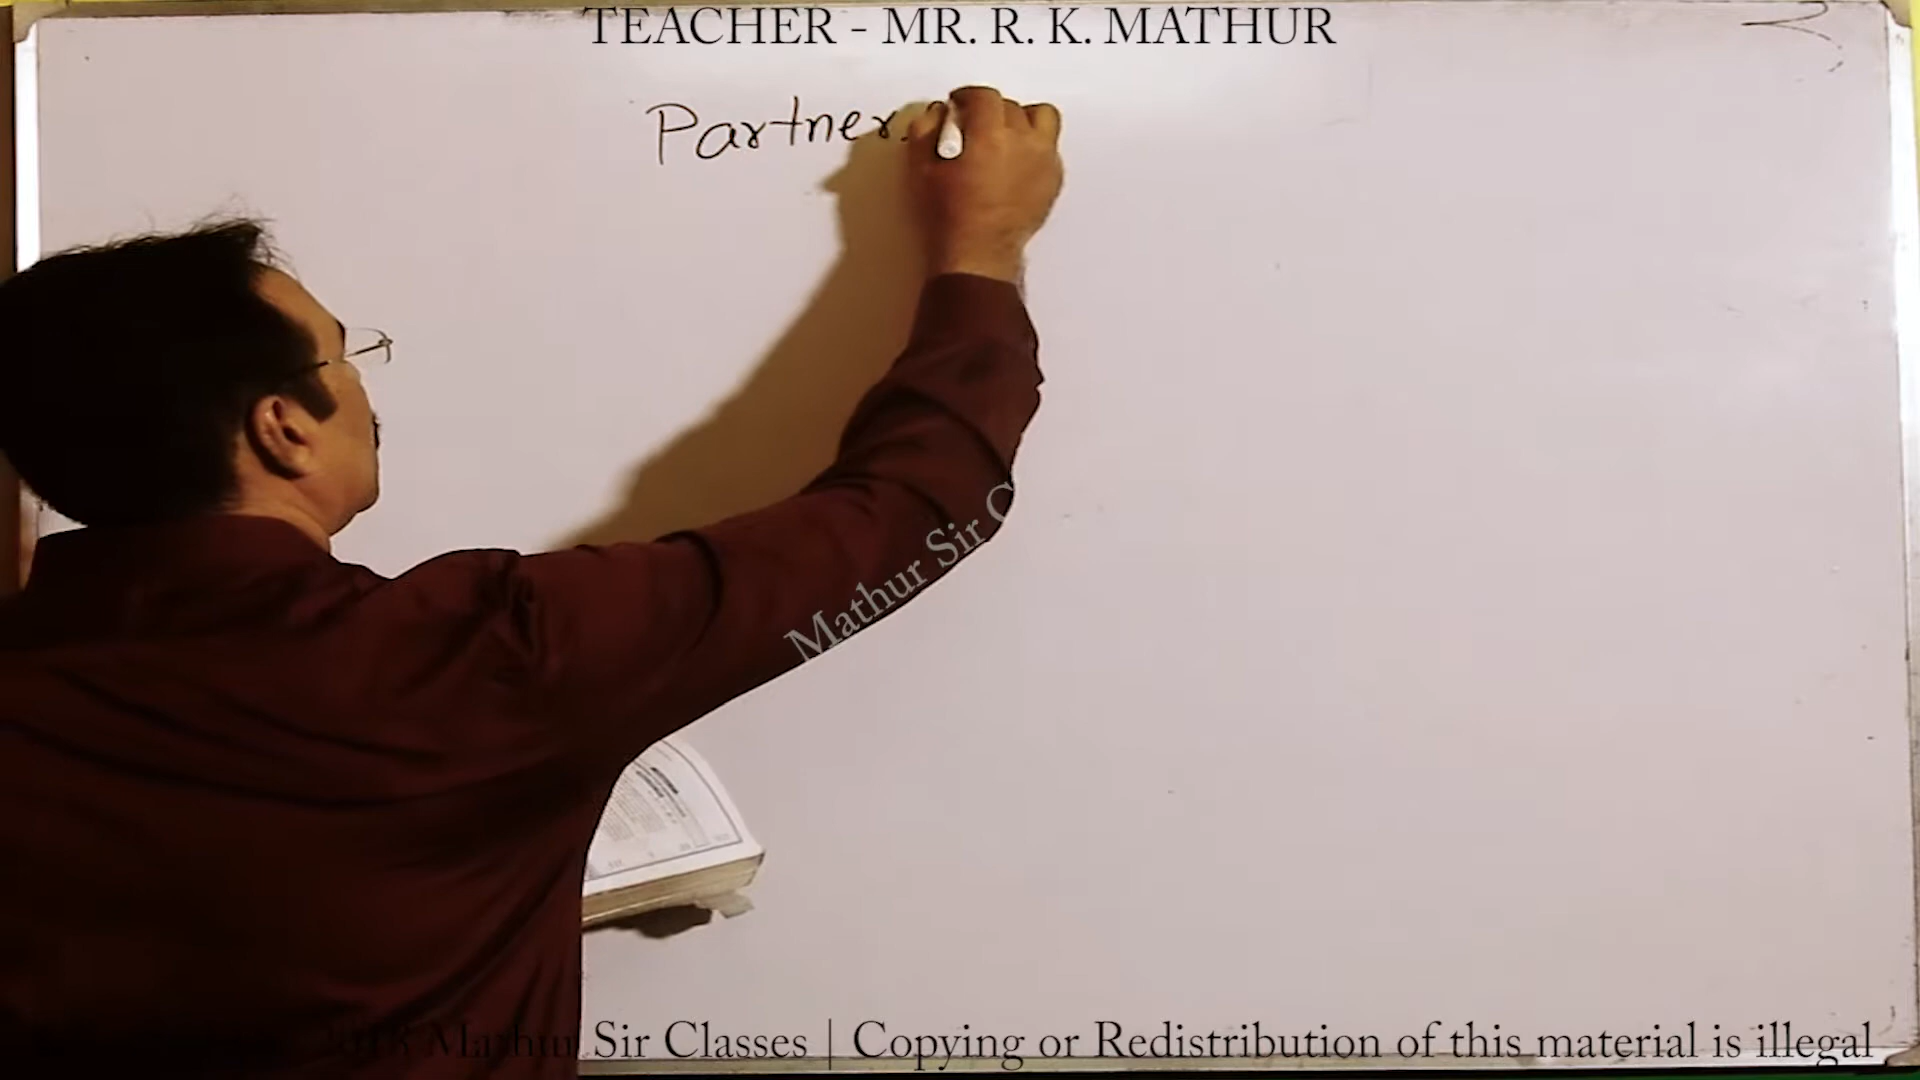 TEACHER - MR. R. K. MATHUR
Partner
Mathur Sir
Mathur Sir Classes | Copying or Redistribution of this material is illegal